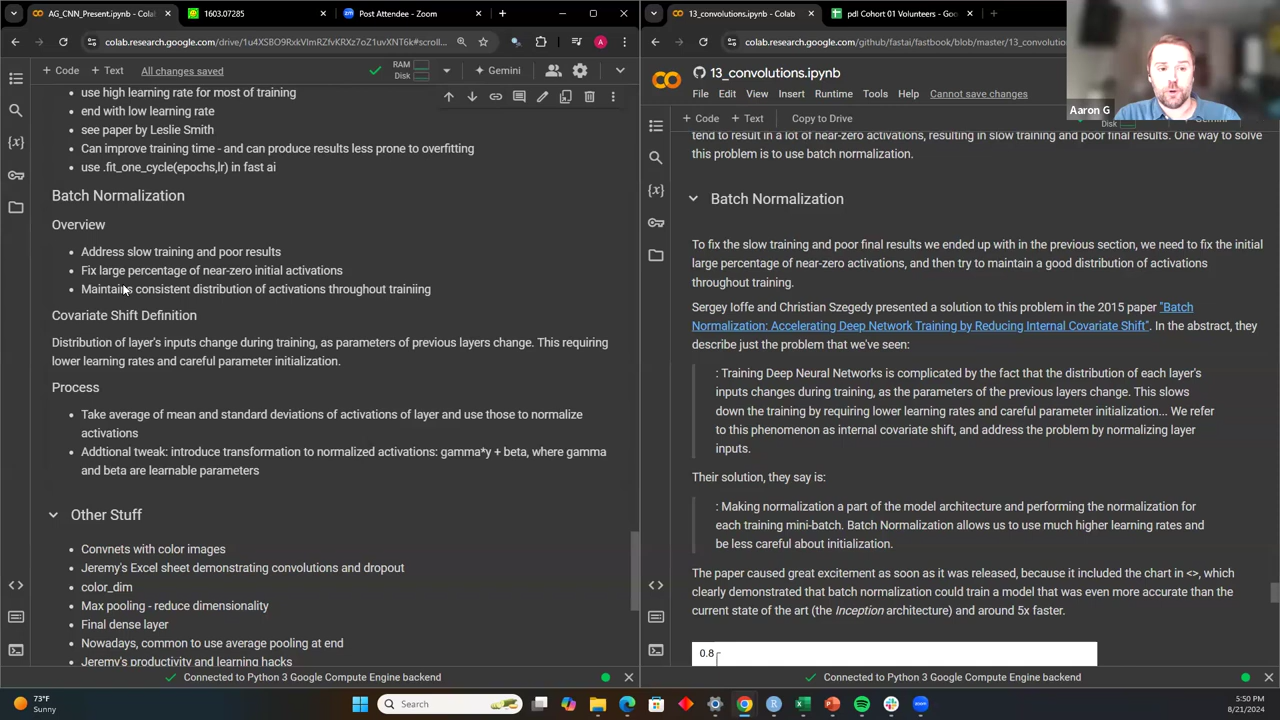 AG_CNN_Present.ipynb - Colab
1603.07285
Post Attendee - Zoom
colab.research.google.com/drive/1u4XSBO9RxkVlmRZfvKRXz7oZ1uvXNT6k#scroll...
A
+ Code + Text All changes saved
RAM
Disk
Gemini
use high learning rate for most of training
end with low learning rate
see paper by Leslie Smith
Can improve training time - and can produce results less prone to overfitting
use .fit_one_cycle(epochs,lr) in fast ai
Batch Normalization
Overview
Address slow training and poor results
Fix large percentage of near-zero initial activations
Maintains consistent distribution of activations throughout trainiing
Covariate Shift Definition
Distribution of layer's inputs change during training, as parameters of previous layers change. This requiring
lower learning rates and careful parameter initialization.
Process
Take average of mean and standard deviations of activations of layer and use those to normalize
activations
Addtional tweak: introduce transformation to normalized activations: gamma*y + beta, where gamma
and beta are learnable parameters
Other Stuff
Convnets with color images
Jeremy's Excel sheet demonstrating convolutions and dropout
color_dim
Max pooling - reduce dimensionality
Final dense layer
Nowadays, common to use average pooling at end
Jeremy's productivity and learning hacks
Connected to Python 3 Google Compute Engine backend
13_convolutions.ipynb - Colab
pdl Cohort 01 Volunteers - Goo
colab.research.google.com/github/fastai/fastbook/blob/master/13_convolution
13_convolutions.ipynb
File Edit View Insert Runtime Tools Help Cannot save changes
+ Code + Text Copy to Drive
Aaron G
tend to result in a lot of near-zero activations, resulting in slow training and poor final results. One way to solve
this problem is to use batch normalization.
Batch Normalization
To fix the slow training and poor final results we ended up with in the previous section, we need to fix the initial
large percentage of near-zero activations, and then try to maintain a good distribution of activations
throughout training.
Sergey Ioffe and Christian Szegedy presented a solution to this problem in the 2015 paper "Batch
Normalization: Accelerating Deep Network Training by Reducing Internal Covariate Shift". In the abstract, they
describe just the problem that we've seen:
: Training Deep Neural Networks is complicated by the fact that the distribution of each layer's
inputs changes during training, as the parameters of the previous layers change. This slows
down the training by requiring lower learning rates and careful parameter initialization... We refer
to this phenomenon as internal covariate shift, and address the problem by normalizing layer
inputs.
Their solution, they say is:
: Making normalization a part of the model architecture and performing the normalization for
each training mini-batch. Batch Normalization allows us to use much higher learning rates and
be less careful about initialization.
The paper caused great excitement as soon as it was released, because it included the chart in <>, which
clearly demonstrated that batch normalization could train a model that was even more accurate than the
current state of the art (the Inception architecture) and around 5x faster.
0.8
Connected to Python 3 Google Compute Engine backend
73°F
Sunny
Search
5:50 PM
8/21/2024